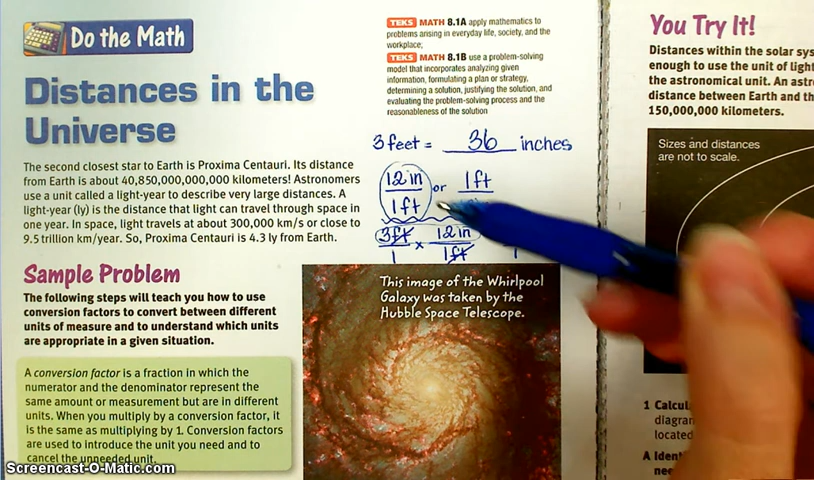 Do the Math
Distances in the
Universe
The second closest star to Earth is Proxima Centauri. Its distance
from Earth is about 40,850,000,000,000 kilometers! Astronomers
use a unit called a light-year to describe very large distances. A
light-year (ly) is the distance that light can travel through space in
one year. In space, light travels at about 300,000 km/s or close to
9.5 trillion km/year. So, Proxima Centauri is 4.3 ly from Earth.
Sample Problem
The following steps will teach you how to use
conversion factors to convert between different
units of measure and to understand which units
are appropriate in a given situation.
A conversion factor is a fraction in which the
numerator and the denominator represent the
same amount or measurement but are in different
units. When you multiply by a conversion factor, it
is the same as multiplying by 1. Conversion factors
are used to introduce the unit you need and to
cancel the unneeded unit.
TEKS MATH 8.1A apply mathematics to
problems arising in everyday life, society, and the
workplace;
TEKS MATH 8.1B use a problem-solving
model that incorporates analyzing given
information, formulating a plan or strategy,
determining a solution, justifying the solution, and
evaluating the problem-solving process and the
reasonableness of the solution
3 feet = 36 inches
12 in or 1 ft
1 ft
3 ft x 12 in
1 1 ft 1
This image of the Whirlpool
Galaxy was taken by the
Hubble Space Telescope.
You Try It!
Distances within the solar sys
enough to use the unit of light
the astronomical unit. An astr
distance between Earth and th
150,000,000 kilometers.
Sizes and distances
are not to scale.
1 Calcul
diagram
located
A Ident
nee
Screencast-O-Matic.com